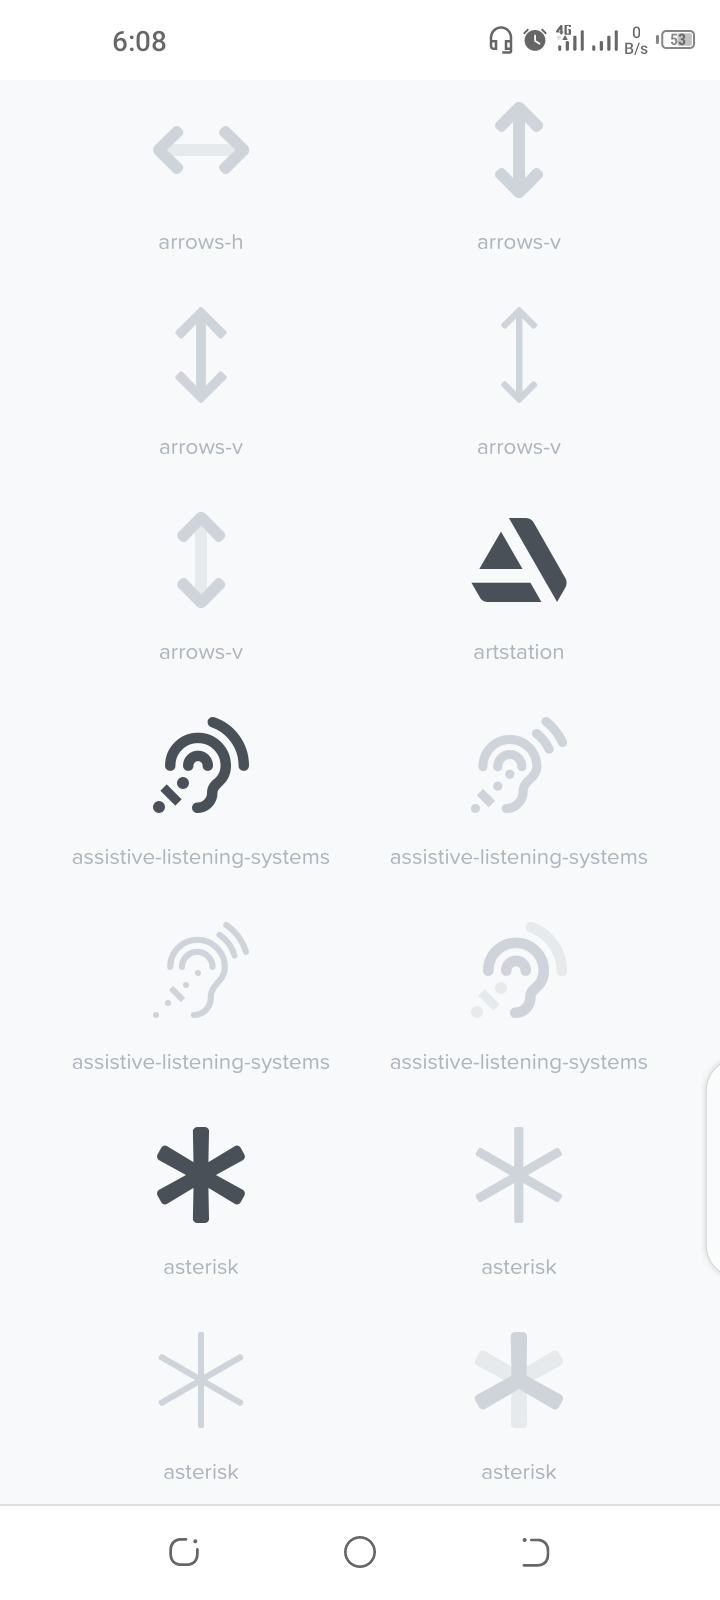 6:08
4G
0
B/s
53
arrows-h arrows-v
arrows-v arrows-v
arrows-v artstation
assistive-listening-systems assistive-listening-systems
assistive-listening-systems assistive-listening-systems
asterisk asterisk
asterisk asterisk